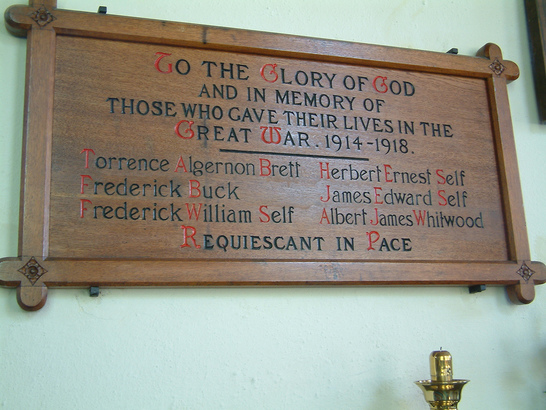 To the Glory of God
and in memory of
those who gave their lives in the
Great War. 1914-1918.
Torrence Algernon Brett Herbert Ernest Self
Frederick Buck James Edward Self
Frederick William Self Albert James Whitwood
Requiescant in Pace